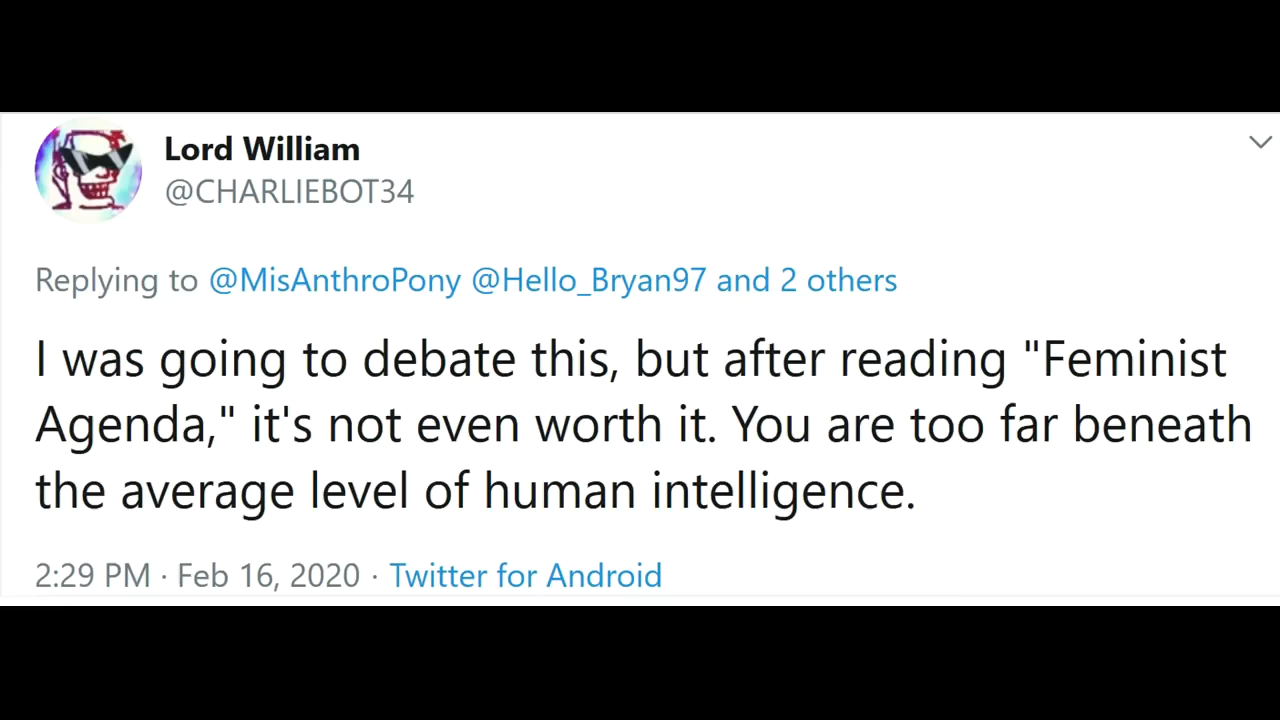 Lord William
@CHARLIEBOT34
Replying to @MisAnthroPony @Hello_Bryan97 and 2 others
I was going to debate this, but after reading "Feminist
Agenda," it's not even worth it. You are too far beneath
the average level of human intelligence.
2:29 PM · Feb 16, 2020 · Twitter for Android